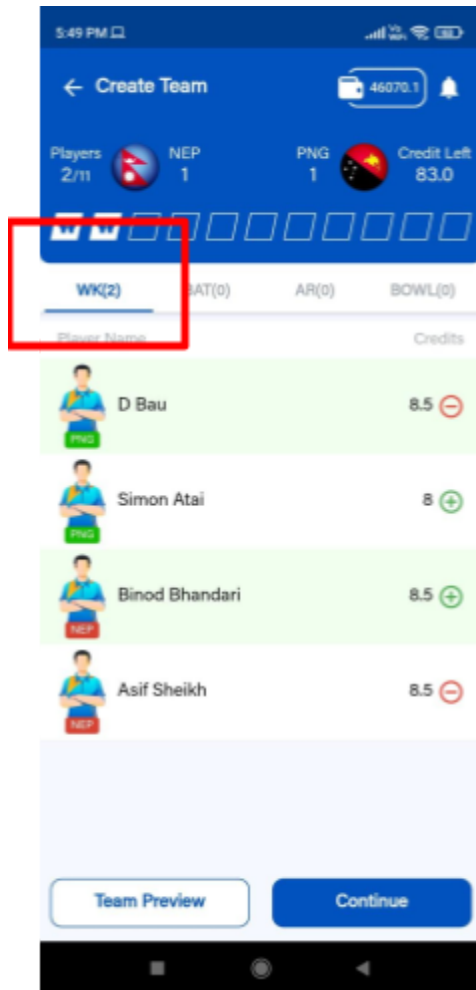 5:49 PM
Vo
WiFi
Create Team
46070.1
Players
2/11
NEP
1
PNG
1
Credit Left
83.0
W W
WK(2)
BAT(0)
AR(0)
BOWL(0)
Player Name
Credits
D Bau
8.5
PNG
Simon Atai
8
PNG
Binod Bhandari
8.5
NEP
Asif Sheikh
8.5
NEP
Team Preview
Continue